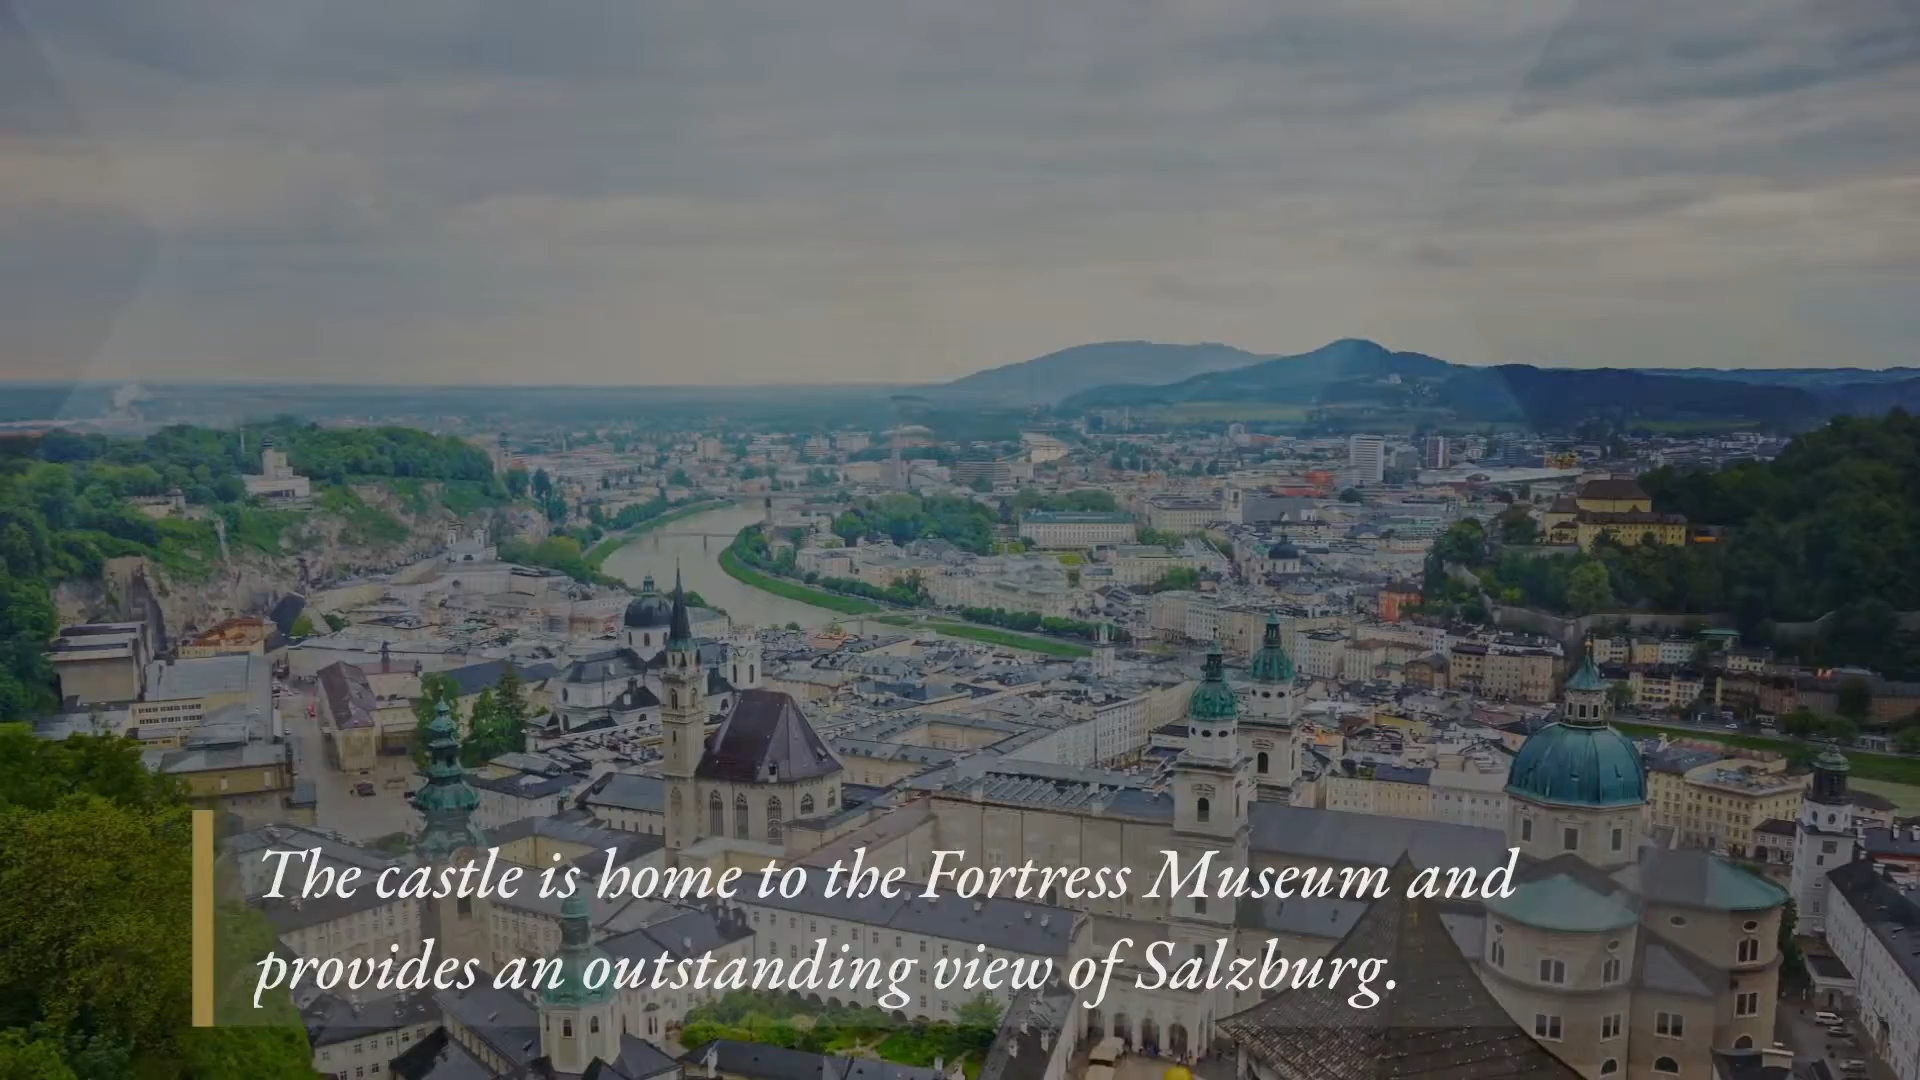 The castle is home to the Fortress Museum and
provides an outstanding view of Salzburg.